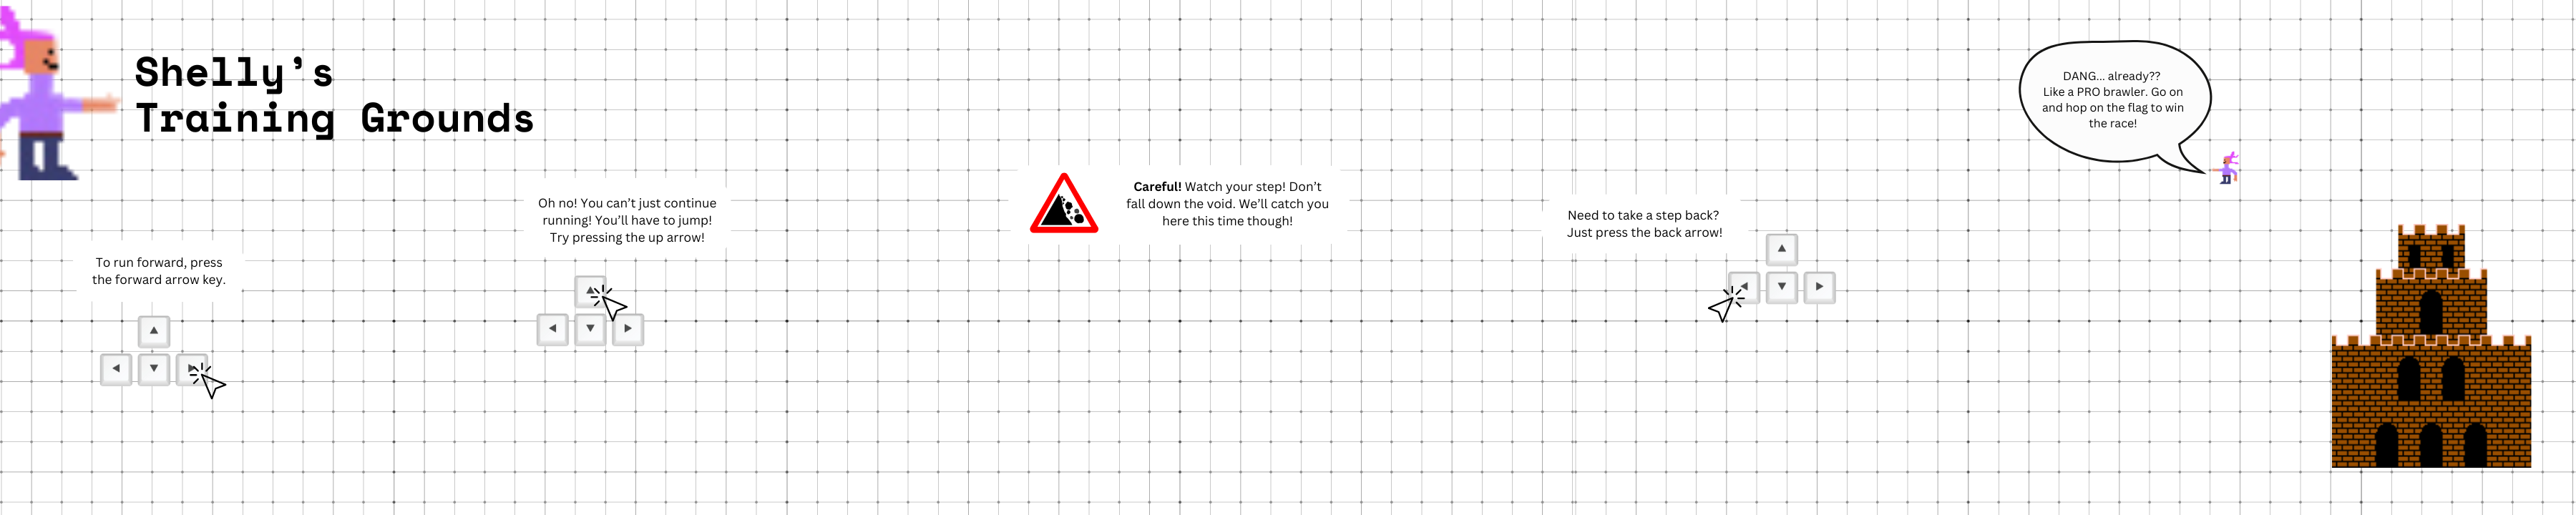 Shelly's
Training Grounds
To run forward, press
the forward arrow key.
Oh no! You can't just continue
running! You'll have to jump!
Try pressing the up arrow!
Careful! Watch your step! Don't
fall down the void. We'll catch you
here this time though!
Need to take a step back?
Just press the back arrow!
DANG... already??
Like a PRO brawler. Go on
and hop on the flag to win
the race!